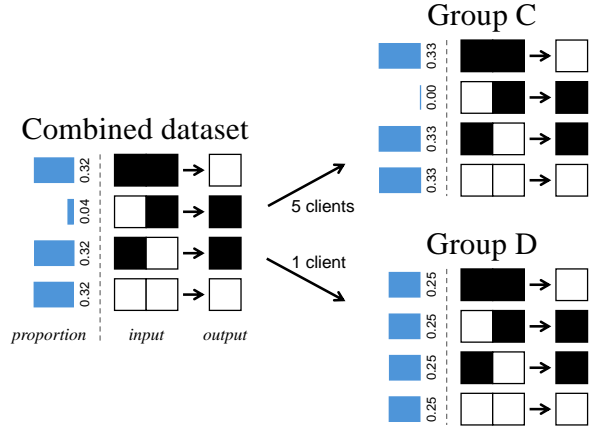 Combined dataset
0.32
0.04
0.32
0.32
proportion
input
output
5 clients
1 client
Group C
0.33
0.00
0.33
0.33
Group D
0.25
0.25
0.25
0.25